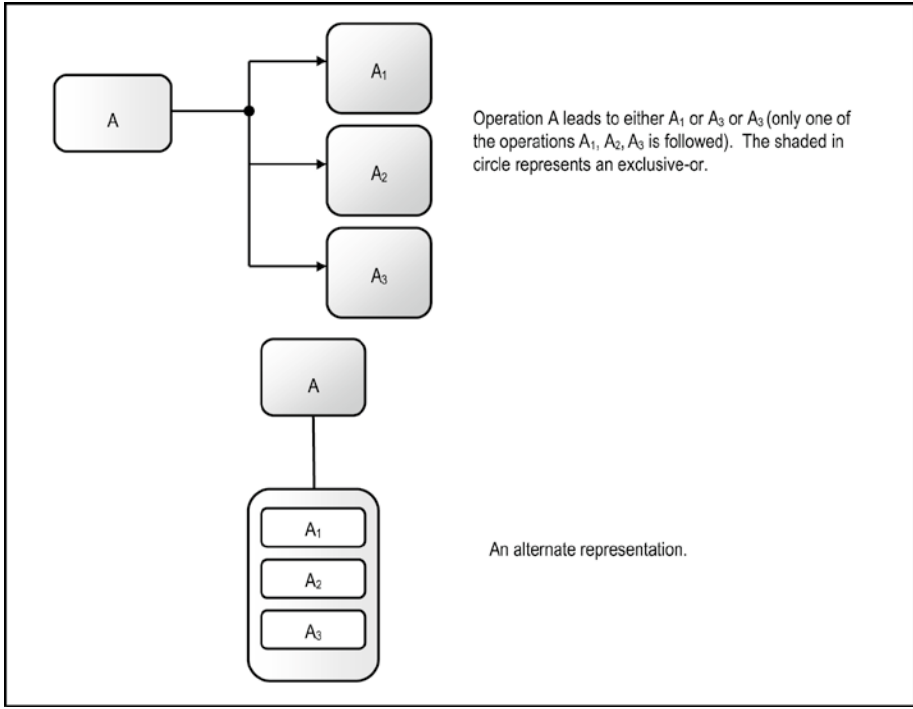 A
A₁
A₂
A₃
Operation A leads to either A₁ or A₃ or A₃ (only one of
the operations A₁, A₂, A₃ is followed).  The shaded in
circle represents an exclusive-or.
A
A₁
A₂
A₃
An alternate representation.